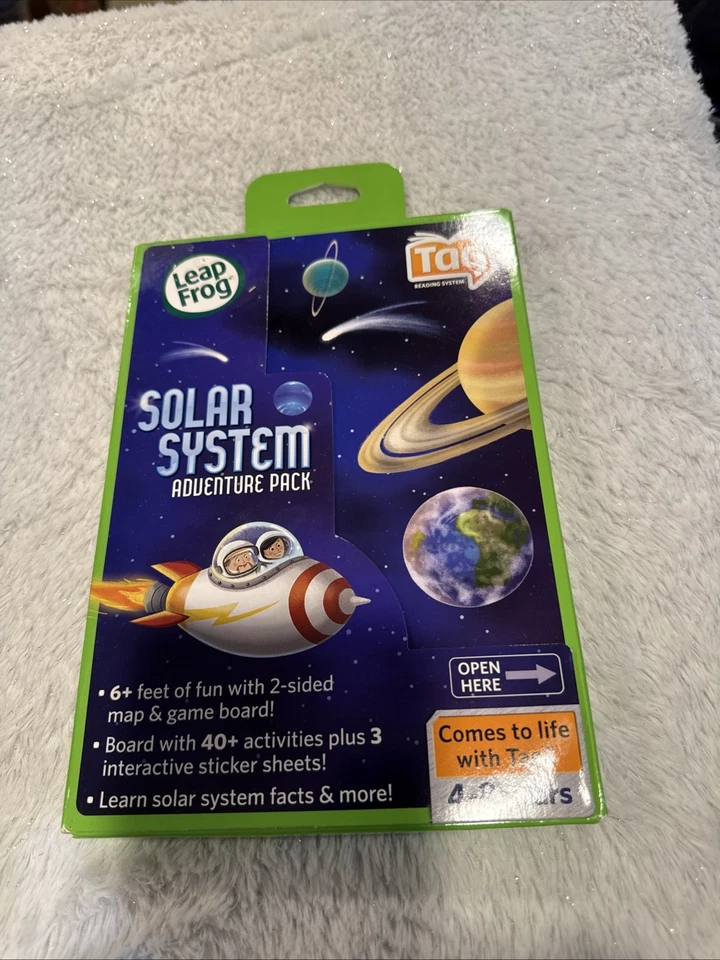 Leap
Frog
Tag
READING SYSTEM
SOLAR
SYSTEM
ADVENTURE PACK
OPEN
HERE
• 6+ feet of fun with 2-sided
map & game board!
• Board with 40+ activities plus 3
interactive sticker sheets!
• Learn solar system facts & more!
Comes to life
with Tag